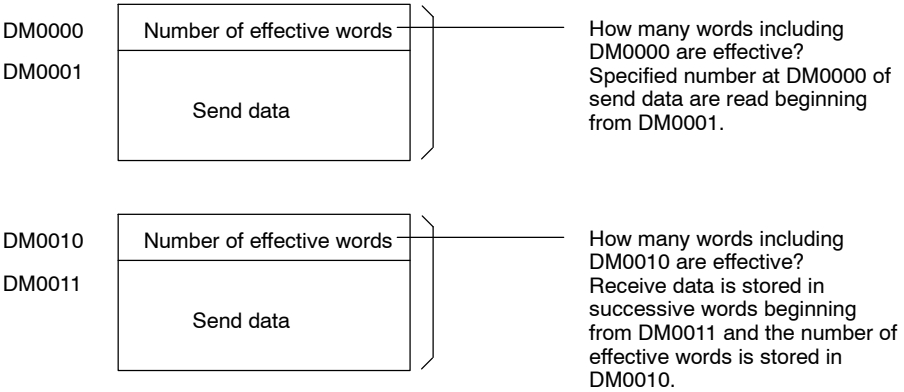 DM0000
Number of effective words
DM0001
Send data
How many words including
DM0000 are effective?
Specified number at DM0000 of
send data are read beginning
from DM0001.
DM0010
Number of effective words
DM0011
Send data
How many words including
DM0010 are effective?
Receive data is stored in
successive words beginning
from DM0011 and the number of
effective words is stored in
DM0010.